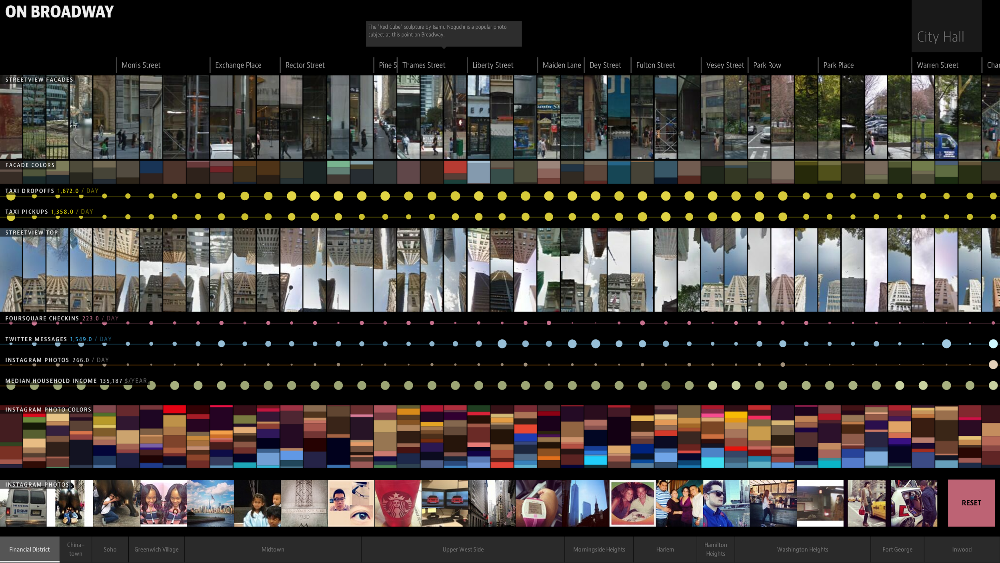 ON BROADWAY
The "Red Cube" sculpture by Isamu Noguchi is a popular photo
subject at this point on Broadway.
City Hall
Morris Street
Exchange Place
Rector Street
Pine S
Thames Street
Liberty Street
Maiden Lane
Dey Street
Fulton Street
Vesey Street
Park Row
Park Place
Warren Street
Cha
STREETVIEW FACADES
FACADE COLORS
TAXI DROPOFFS 1,672.0 / DAY
TAXI PICKUPS 1,358.0 / DAY
STREETVIEW TOP
FOURSQUARE CHECKINS 223.0 / DAY
TWITTER MESSAGES 1,549.0 / DAY
INSTAGRAM PHOTOS 266.0 / DAY
MEDIAN HOUSEHOLD INCOME 135,187 $/YEAR
INSTAGRAM PHOTO COLORS
INSTAGRAM PHOTOS
DIQUE
THE BANK OF NEW YORK
1930
RESET
Financial District
China–
town
Soho
Greenwich Village
Midtown
Upper West Side
Morningside Heights
Harlem
Hamilton
Heights
Washington Heights
Fort George
Inwood